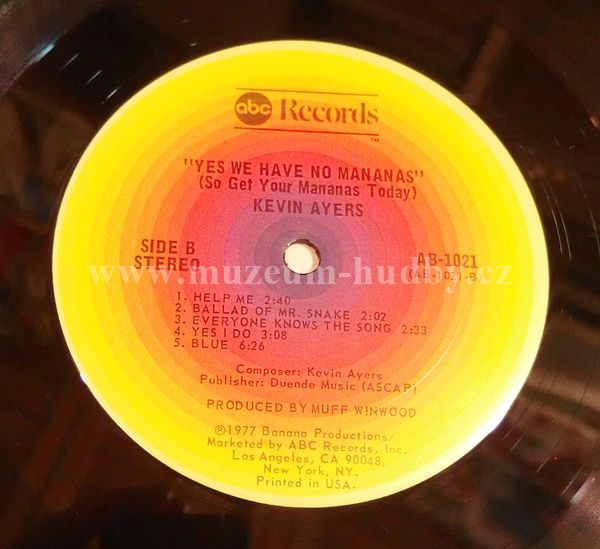 abc Records
TM
"YES WE HAVE NO MANANAS"
(So Get Your Mananas Today)
KEVIN AYERS
SIDE B
STEREO
AB-1021
(AB-1021-B)
www.muzeum-hudby.cz
1. HELP ME 2:40
2. BALLAD OF MR. SNAKE 2:02
3. EVERYONE KNOWS THE SONG 2:33
4. YES I DO 3:08
5. BLUE 6:26
Composer: Kevin Ayers
Publisher: Duende Music (ASCAP)
PRODUCED BY MUFF WINWOOD
℗1977 Banana Productions/
Marketed by ABC Records, Inc.
Los Angeles, CA 90048,
New York, NY.
Printed in USA.